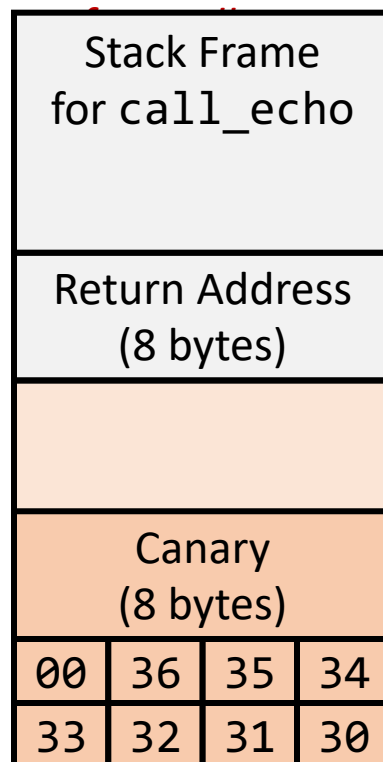 Stack Frame
for call_echo
Return Address
(8 bytes)
Canary
(8 bytes)
00 36 35 34
33 32 31 30